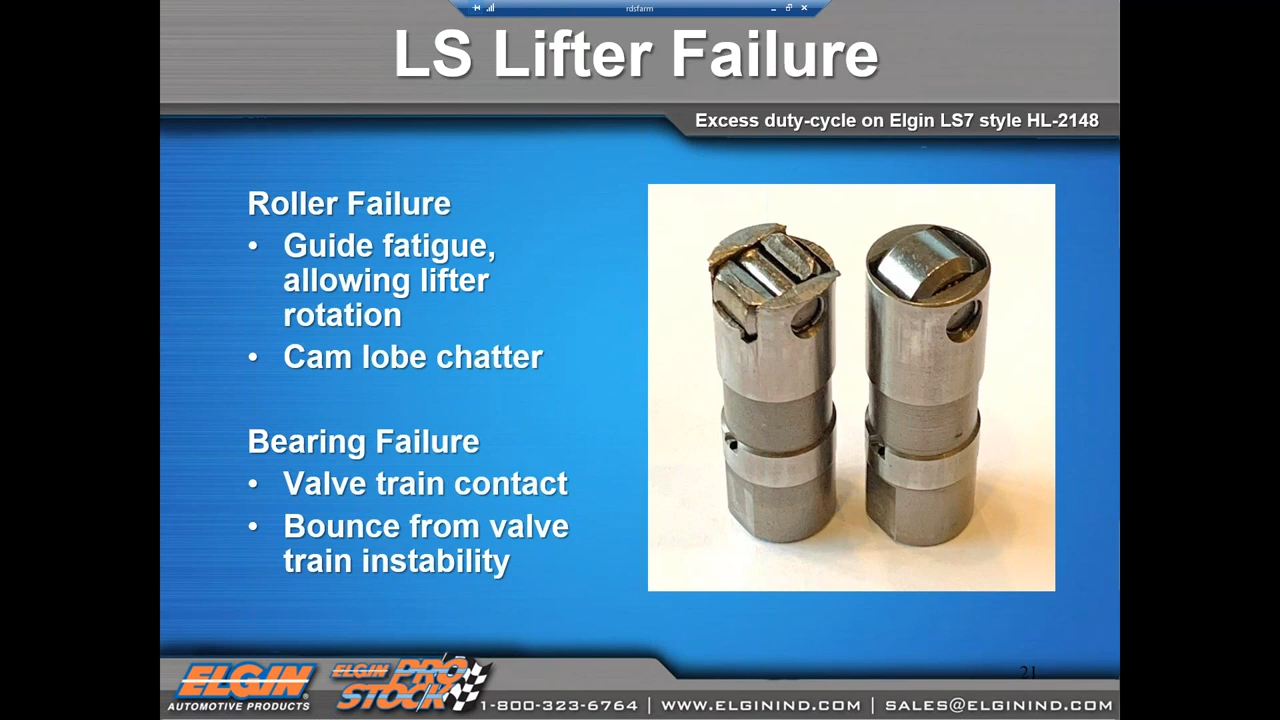 rdsfarm
LS Lifter Failure
Excess duty-cycle on Elgin LS7 style HL-2148
Roller Failure
• Guide fatigue,
allowing lifter
rotation
• Cam lobe chatter
Bearing Failure
• Valve train contact
• Bounce from valve
train instability
21
ELGIN
AUTOMOTIVE PRODUCTS
ELGIN PRO
STOCK
1-800-323-6764 | WWW.ELGININD.COM | SALES@ELGININD.COM